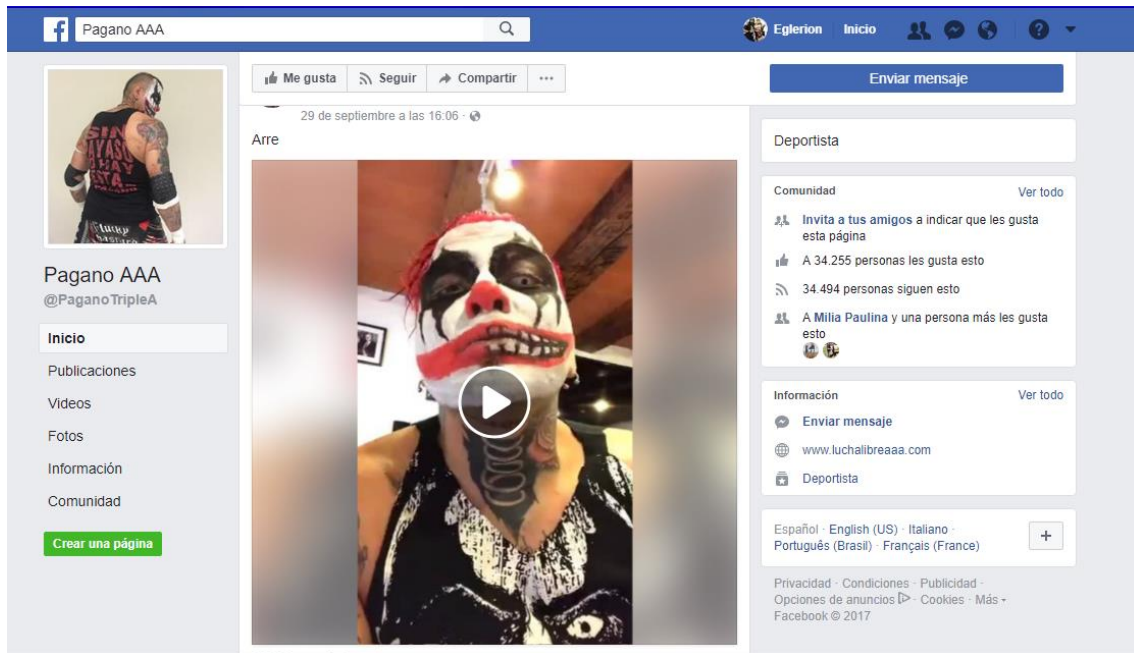 f
Pagano AAA
Eglerion
Inicio
?
Me gusta
Seguir
Compartir
...
Enviar mensaje
29 de septiembre a las 16:06 ·
Arre
SIN
HAY
Pagano AAA
@PaganoTripleA
Inicio
Publicaciones
Videos
Fotos
Información
Comunidad
Crear una página
Deportista
Comunidad
Ver todo
Invita a tus amigos a indicar que les gusta
esta página
A 34.255 personas les gusta esto
34.494 personas siguen esto
A Milia Paulina y una persona más les gusta
esto
Información
Ver todo
Enviar mensaje
www.luchalibreaaa.com
Deportista
Español · English (US) · Italiano ·
Português (Brasil) · Français (France)
+
Privacidad · Condiciones · Publicidad ·
Opciones de anuncios · Cookies · Más
Facebook © 2017